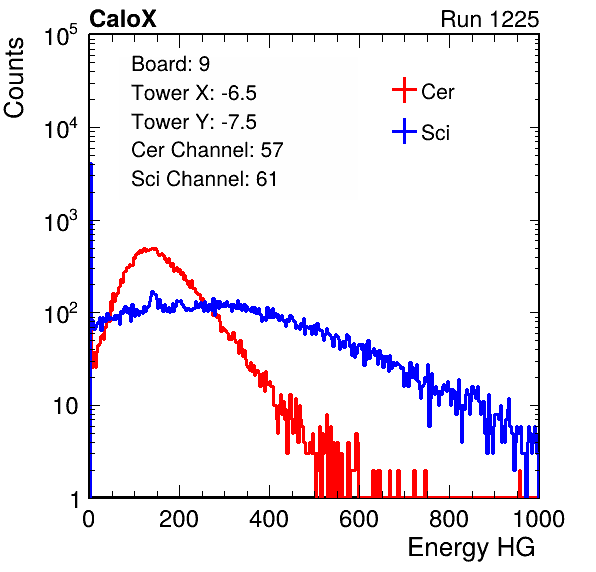 CaloX Run 1225
Counts
Board: 9
Tower X: -6.5
Tower Y: -7.5
Cer Channel: 57
Sci Channel: 61
Cer
Sci
10^5
10^4
10^3
10^2
10
1
0 200 400 600 800 1000
Energy HG